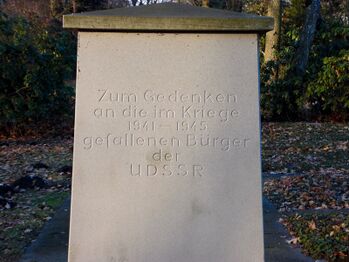 Zum Gedenken
an die im Kriege
1941-1945
gefallenen Bürger
der
UDSSR